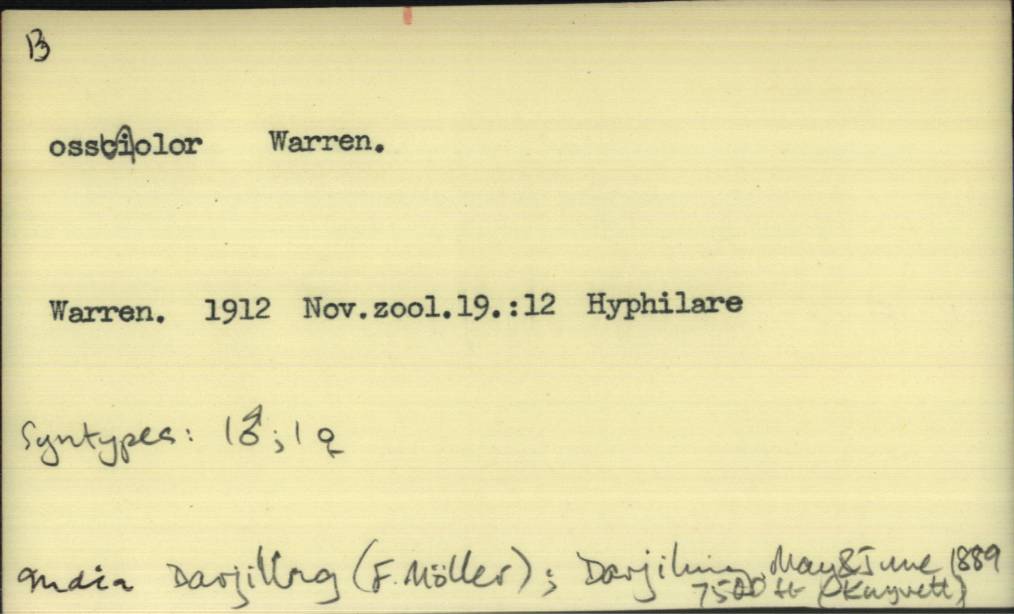 B
ossicolor Warren.
Warren. 1912 Nov.zool.19.:12 Hyphilare
Syntypes: 1♂; 1♀
India Darjiling (F. Möller); Darjiling, May & June 1889
7500 ft